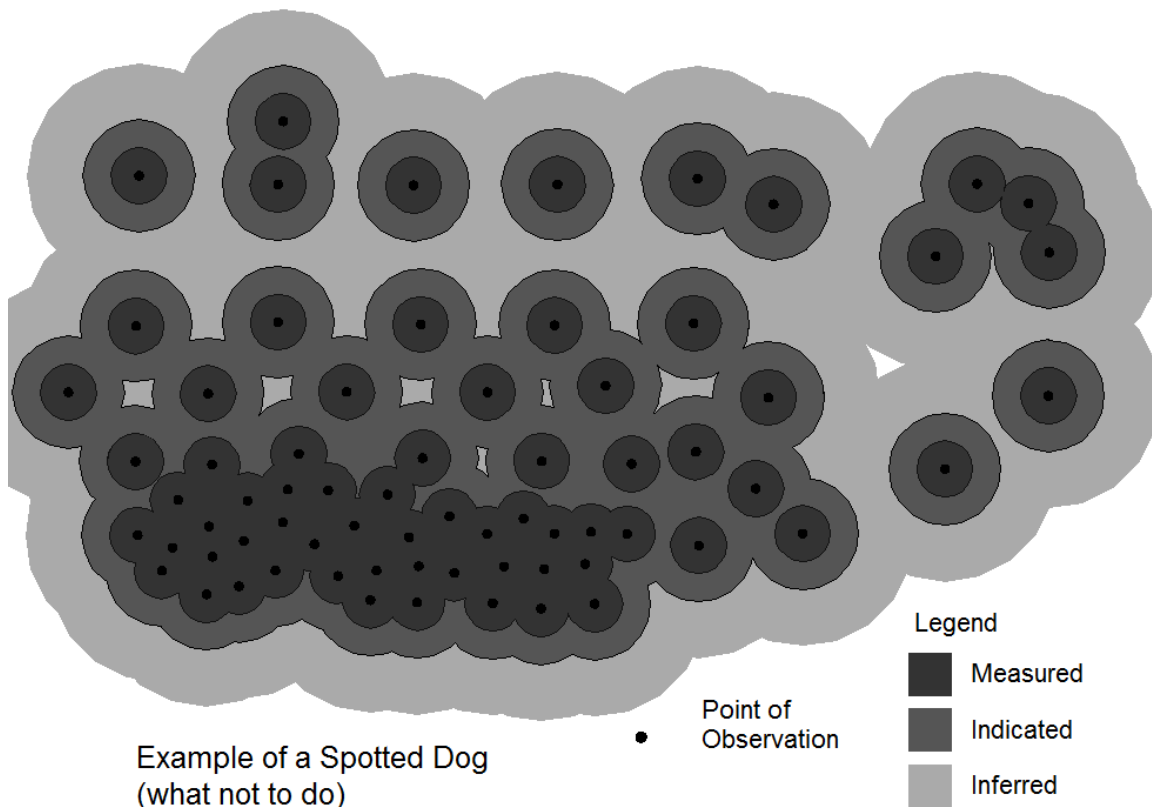 Legend
Measured
Indicated
Inferred
Point of
Observation
Example of a Spotted Dog
(what not to do)